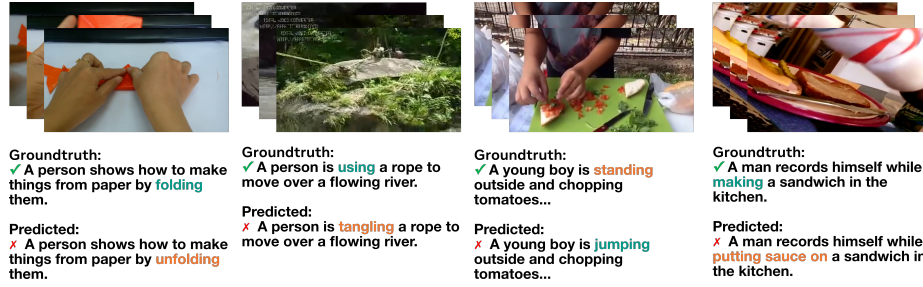 Groundtruth:
✓ A person shows how to make
things from paper by folding
them.
Predicted:
✗ A person shows how to make
things from paper by unfolding
them.
Groundtruth:
✓ A person is using a rope to
move over a flowing river.
Predicted:
✗ A person is tangling a rope to
move over a flowing river.
Groundtruth:
✓ A young boy is standing
outside and chopping
tomatoes...
Predicted:
✗ A young boy is jumping
outside and chopping
tomatoes...
Groundtruth:
✓ A man records himself while
making a sandwich in the
kitchen.
Predicted:
✗ A man records himself while
putting sauce on a sandwich in
the kitchen.